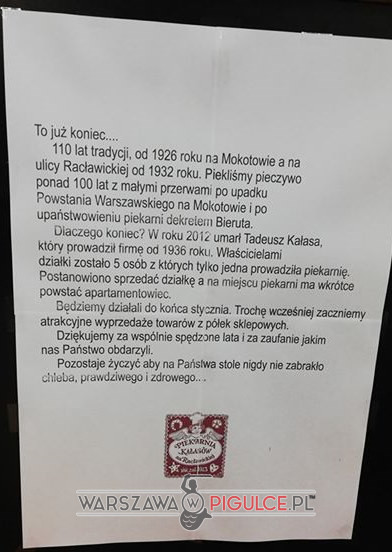 To już koniec....
110 lat tradycji, od 1926 roku na Mokotowie a na
ulicy Racławickiej od 1932 roku. Piekliśmy pieczywo
ponad 100 lat z małymi przerwami po upadku
Powstania Warszawskiego na Mokotowie i po
upaństwowieniu piekarni dekretem Bieruta.
Dlaczego koniec? W roku 2012 umarł Tadeusz Kałasa,
który prowadził firmę od 1936 roku. Właścicielami
działki zostało 5 osób z których tylko jedna prowadziła piekarnię.
Postanowiono sprzedać działkę a na miejscu piekarni ma wkrótce
powstać apartamentowiec.
Będziemy działali do końca stycznia. Trochę wcześniej zaczniemy
atrakcyjne wyprzedaże towarów z półek sklepowych.
Dziękujemy za wspólnie spędzone lata i za zaufanie jakim
nas Państwo obdarzyli.
Pozostaje życzyć aby na Państwa stole nigdy nie zabrakło
chleba, prawdziwego i zdrowego...
PIEKARNIA
KAŁASÓW
na Racławickiej
WARSZAWA W PIGULCE.PL